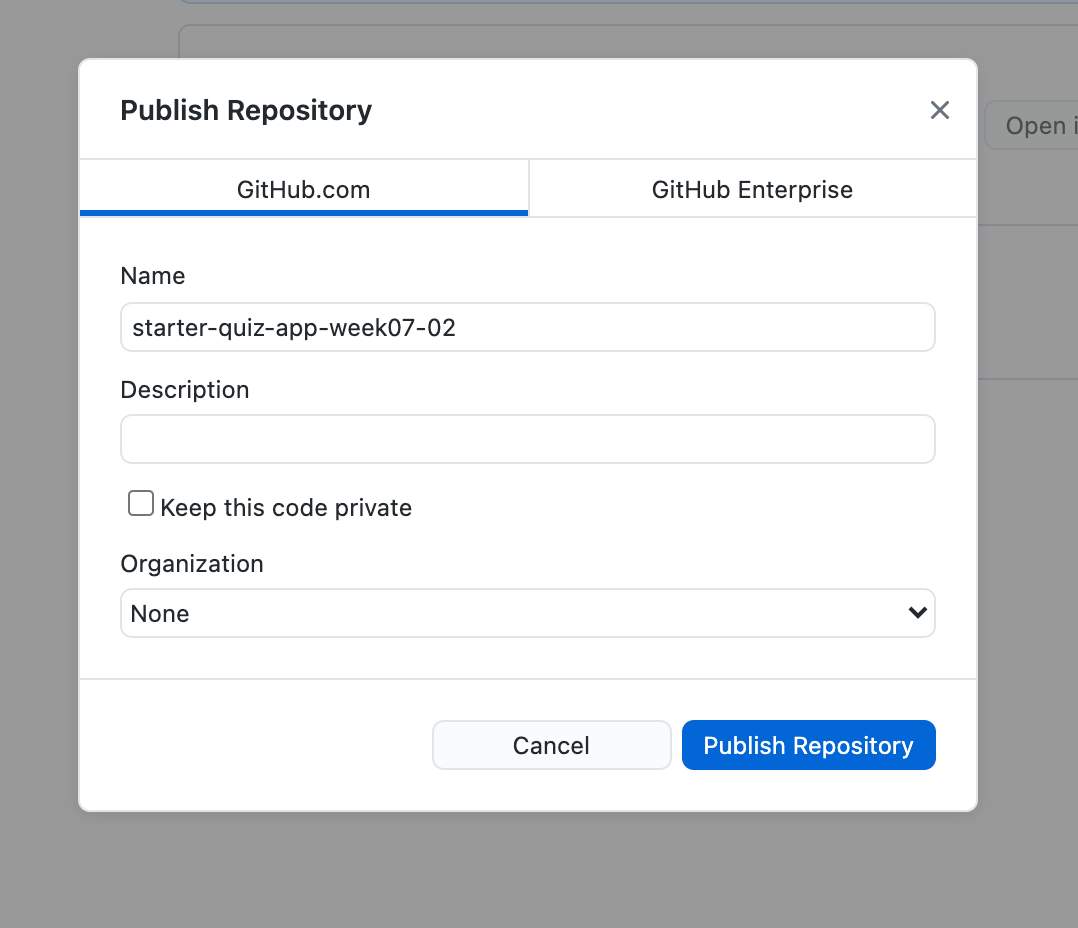 Publish Repository
Open i
GitHub.com
GitHub Enterprise
Name
starter-quiz-app-week07-02
Description
Keep this code private
Organization
None
Cancel
Publish Repository